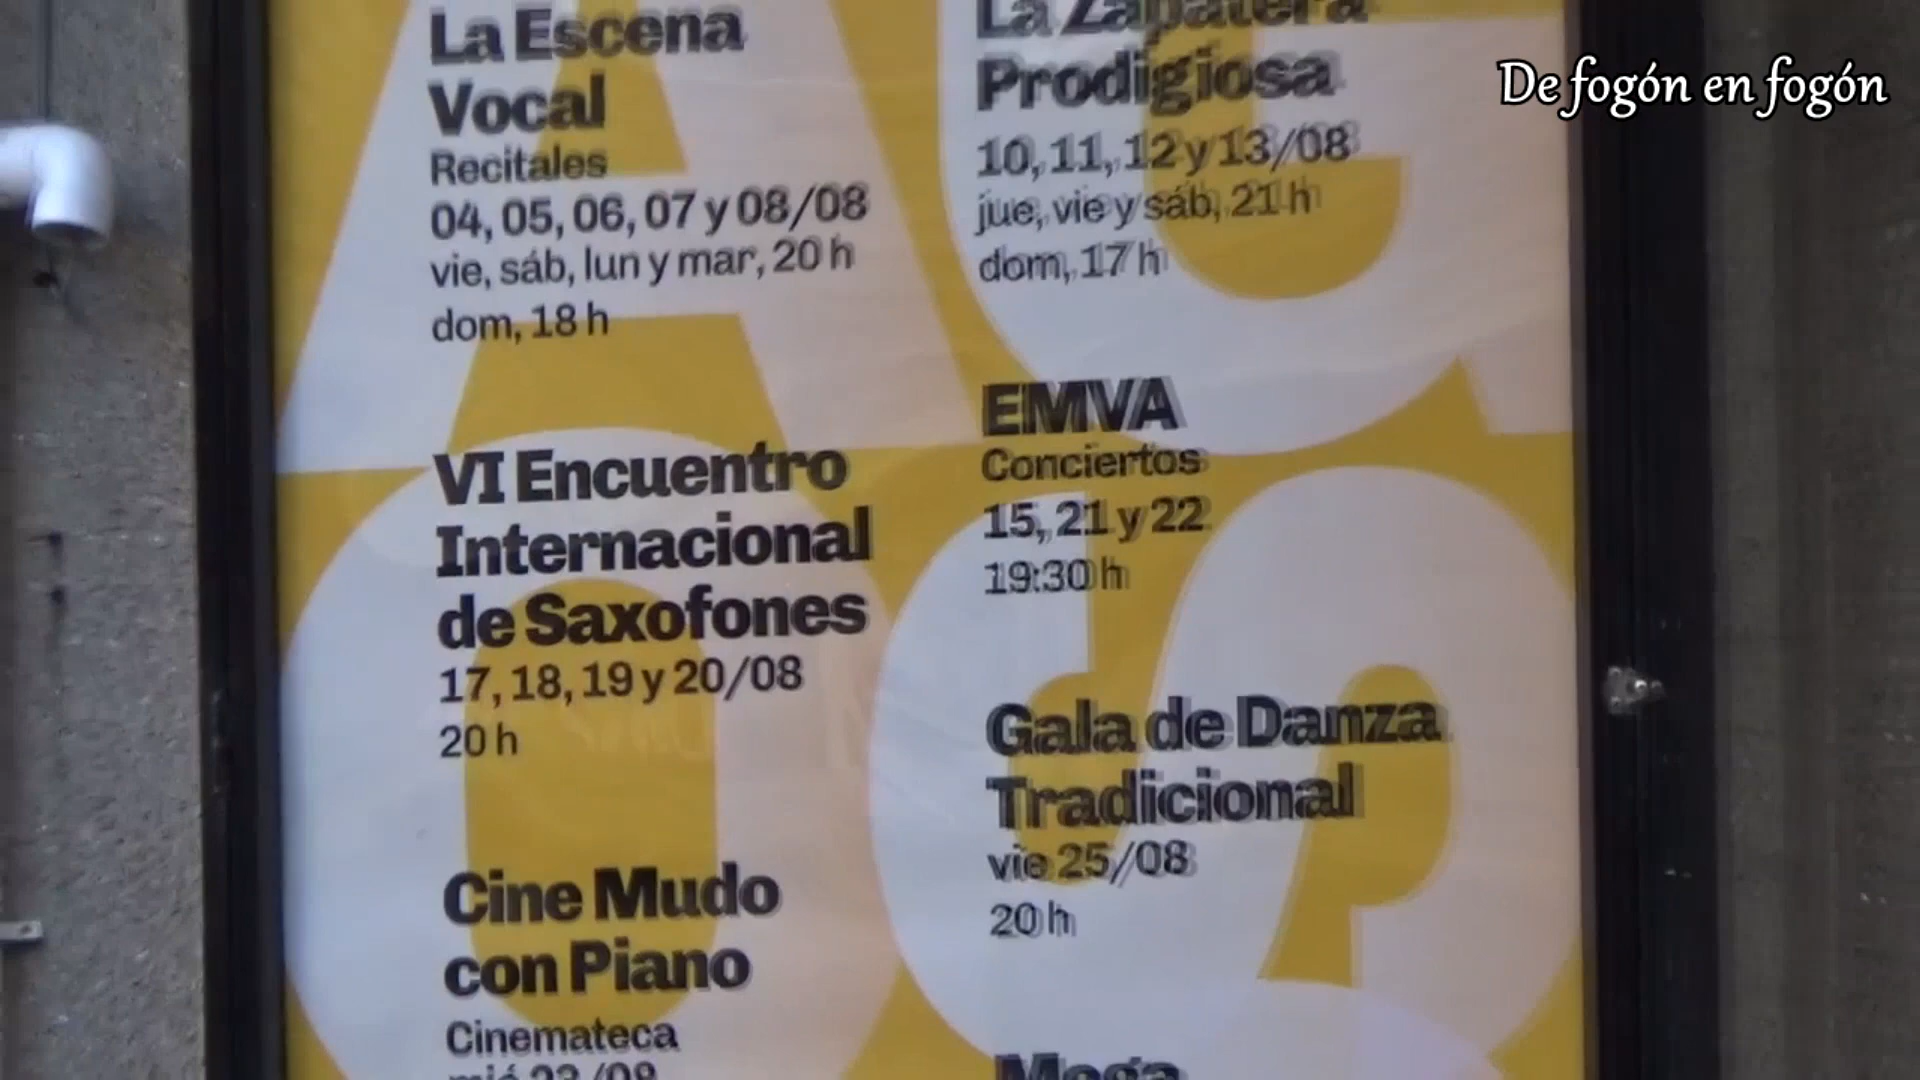 De fogón en fogón
La Escena
Vocal
Recitales
04, 05, 06, 07 y 08/08
vie, sáb, lun y mar, 20 h
dom, 18 h
VI Encuentro
Internacional
de Saxofones
17, 18, 19 y 20/08
20 h
Cine Mudo
con Piano
Cinemateca
mié 23/08
La Zapatera
Prodigiosa
10, 11, 12 y 13/08
jue, vie y sáb, 21 h
dom, 17 h
EMVA
Conciertos
15, 21 y 22
19:30 h
Gala de Danza
Tradicional
vie 25/08
20 h
Mega